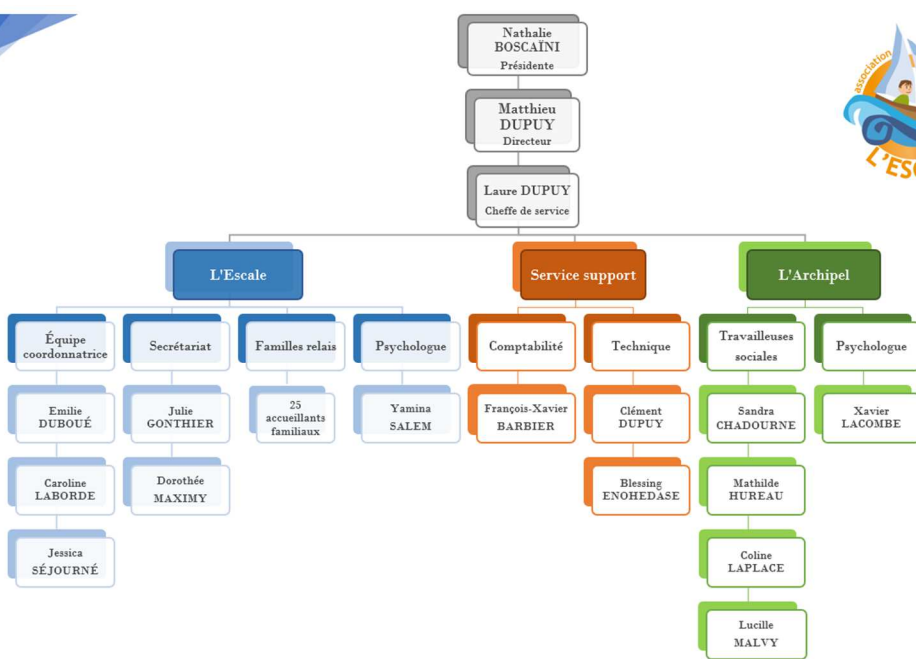 Nathalie
BOSCAÏNI
Présidente
association
Matthieu
DUPUY
Directeur
Laure DUPUY
Cheffe de service
L'Escale
Service support
L'Archipel
Équipe
coordonnatrice
Secrétariat
Familles relais
Psychologue
Comptabilité
Technique
Travailleuses
sociales
Psychologue
Emilie
DUBOUÉ
Julie
GONTHIER
25
accueillants
familiaux
Yamina
SALEM
François-Xavier
BARBIER
Clément
DUPUY
Sandra
CHADOURNE
Xavier
LACOMBE
Caroline
LABORDE
Dorothée
MAXIMY
Blessing
ENOHEDASE
Mathilde
HUREAU
Jessica
SÉJOURNÉ
Coline
LAPLACE
Lucille
MALVY